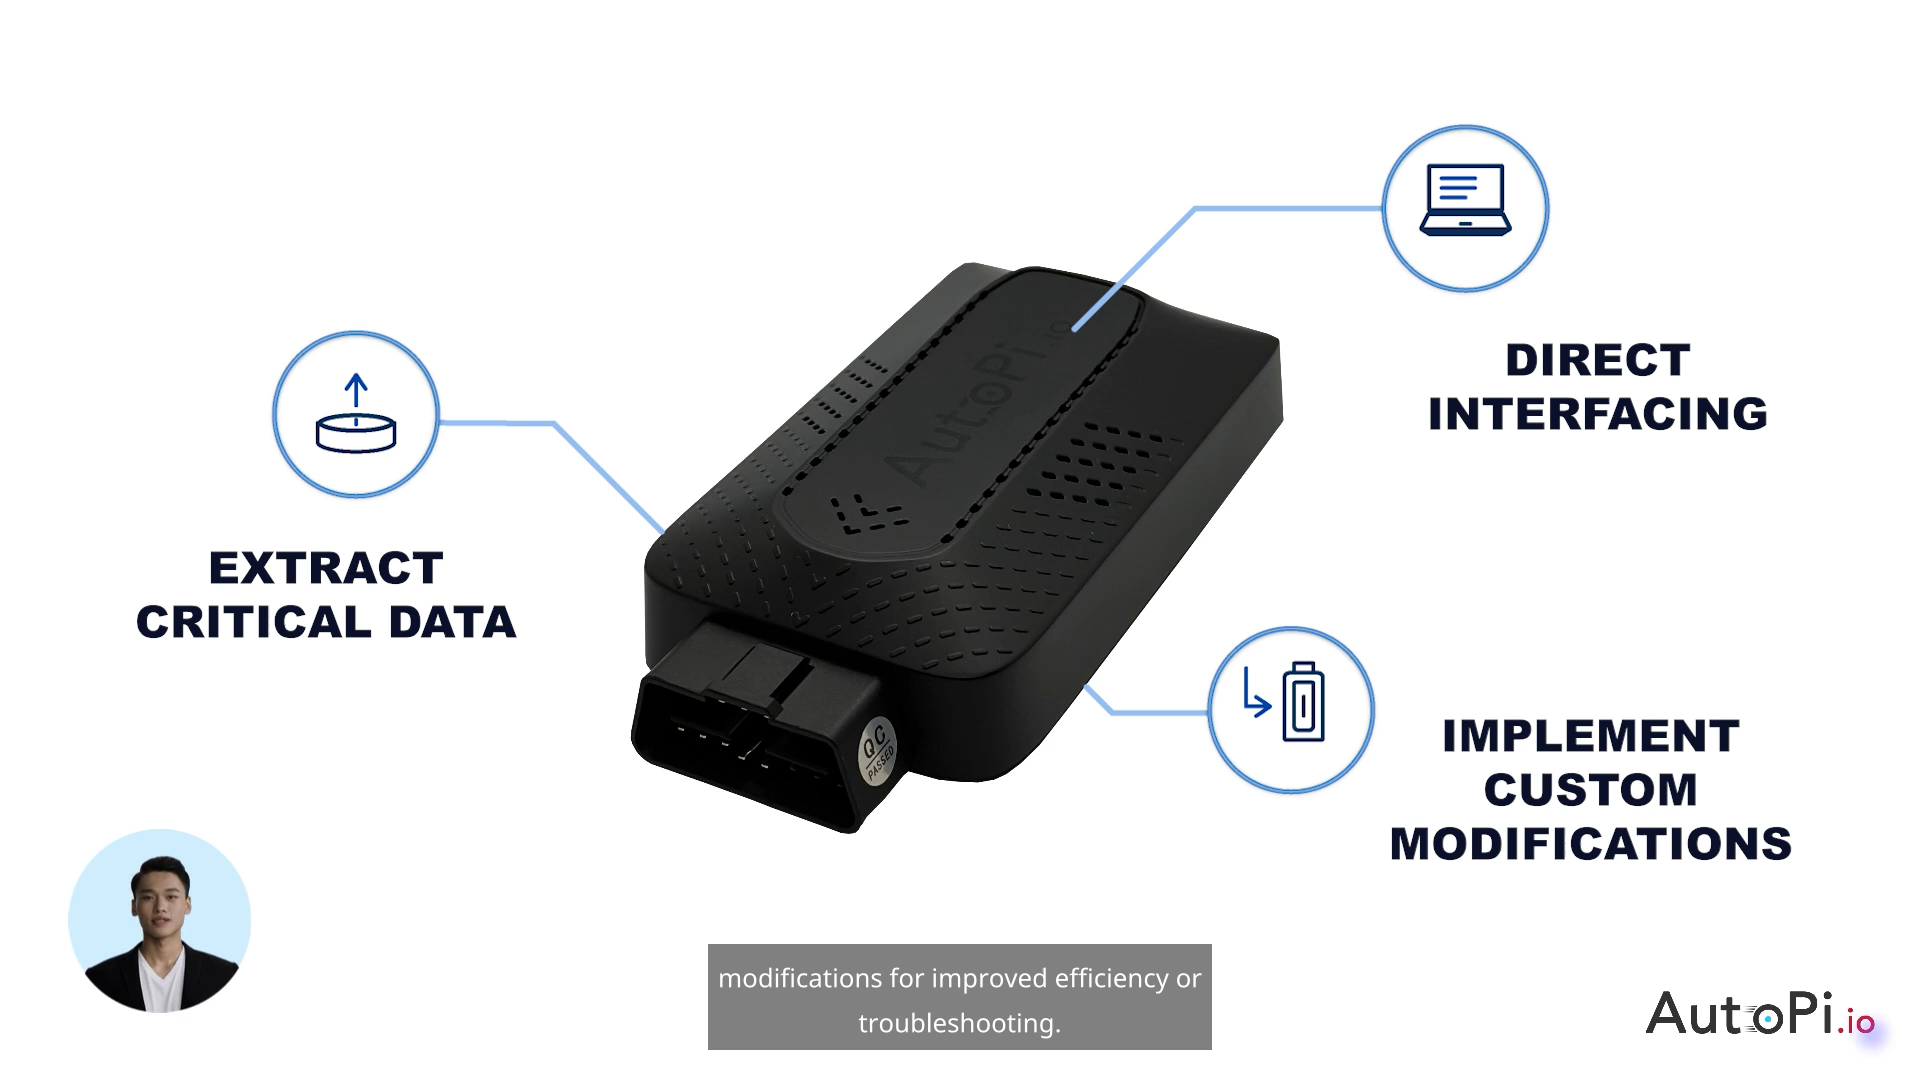 DIRECT
INTERFACING
AutoPi.io
EXTRACT
CRITICAL DATA
QC
PASSED
IMPLEMENT
CUSTOM
MODIFICATIONS
modifications for improved efficiency or
troubleshooting.
AutoPi.io